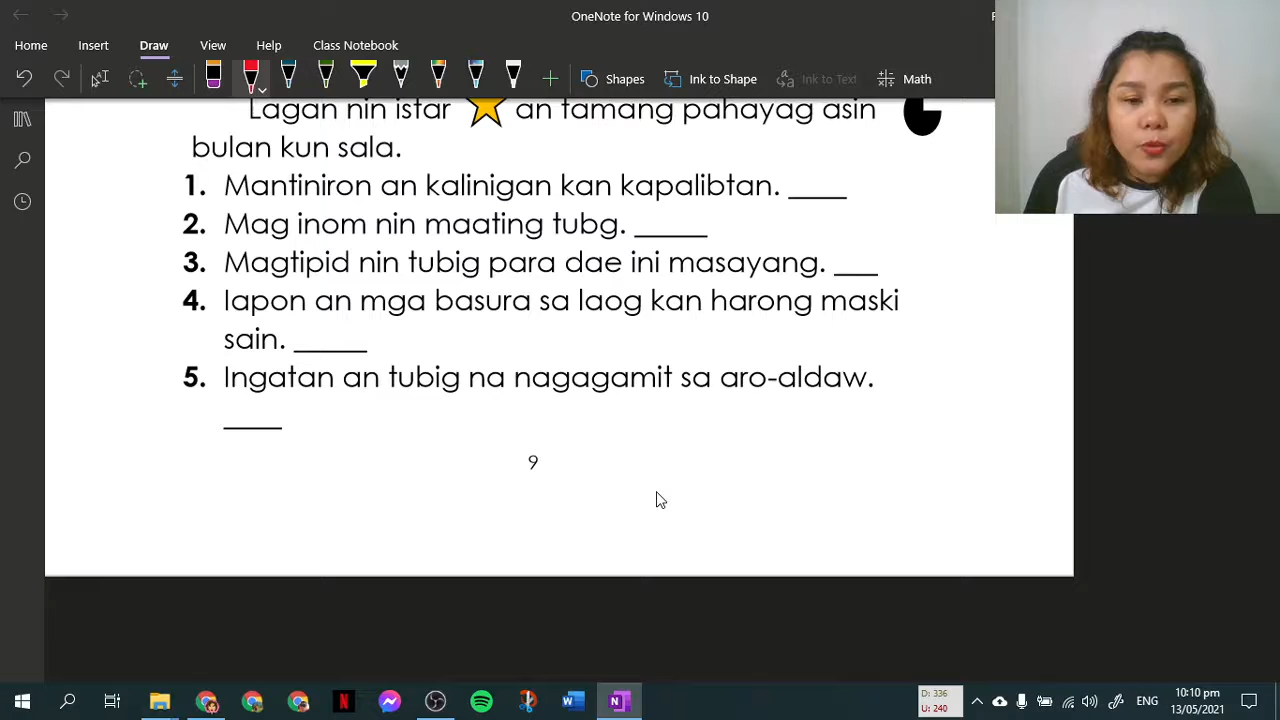 OneNote for Windows 10
Home Insert Draw View Help Class Notebook
Shapes Ink to Shape Ink to Text Math
Lagan nin istar an tamang pahayag asin
bulan kun sala.
1. Mantiniron an kalinigan kan kapalibtan. ____
2. Mag inom nin maating tubg. _____
3. Magtipid nin tubig para dae ini masayang. ___
4. Iapon an mga basura sa laog kan harong maski
sain. _____
5. Ingatan an tubig na nagagamit sa aro-aldaw.
____
9
D: 336
U: 240
ENG
10:10 pm
13/05/2021